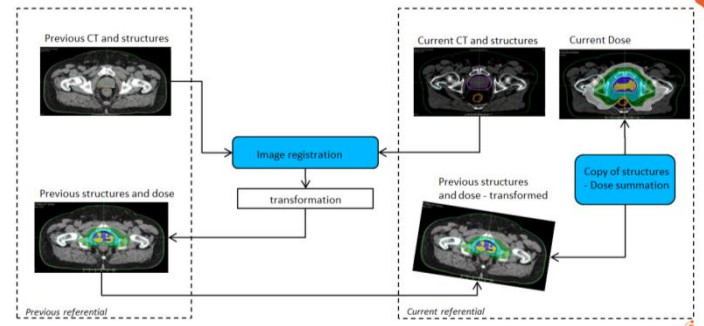 Previous CT and structures
Current CT and structures
Current Dose
Image registration
transformation
Copy of structures
- Dose summation
Previous structures and dose
Previous structures
and dose - transformed
Previous referential
Current referential